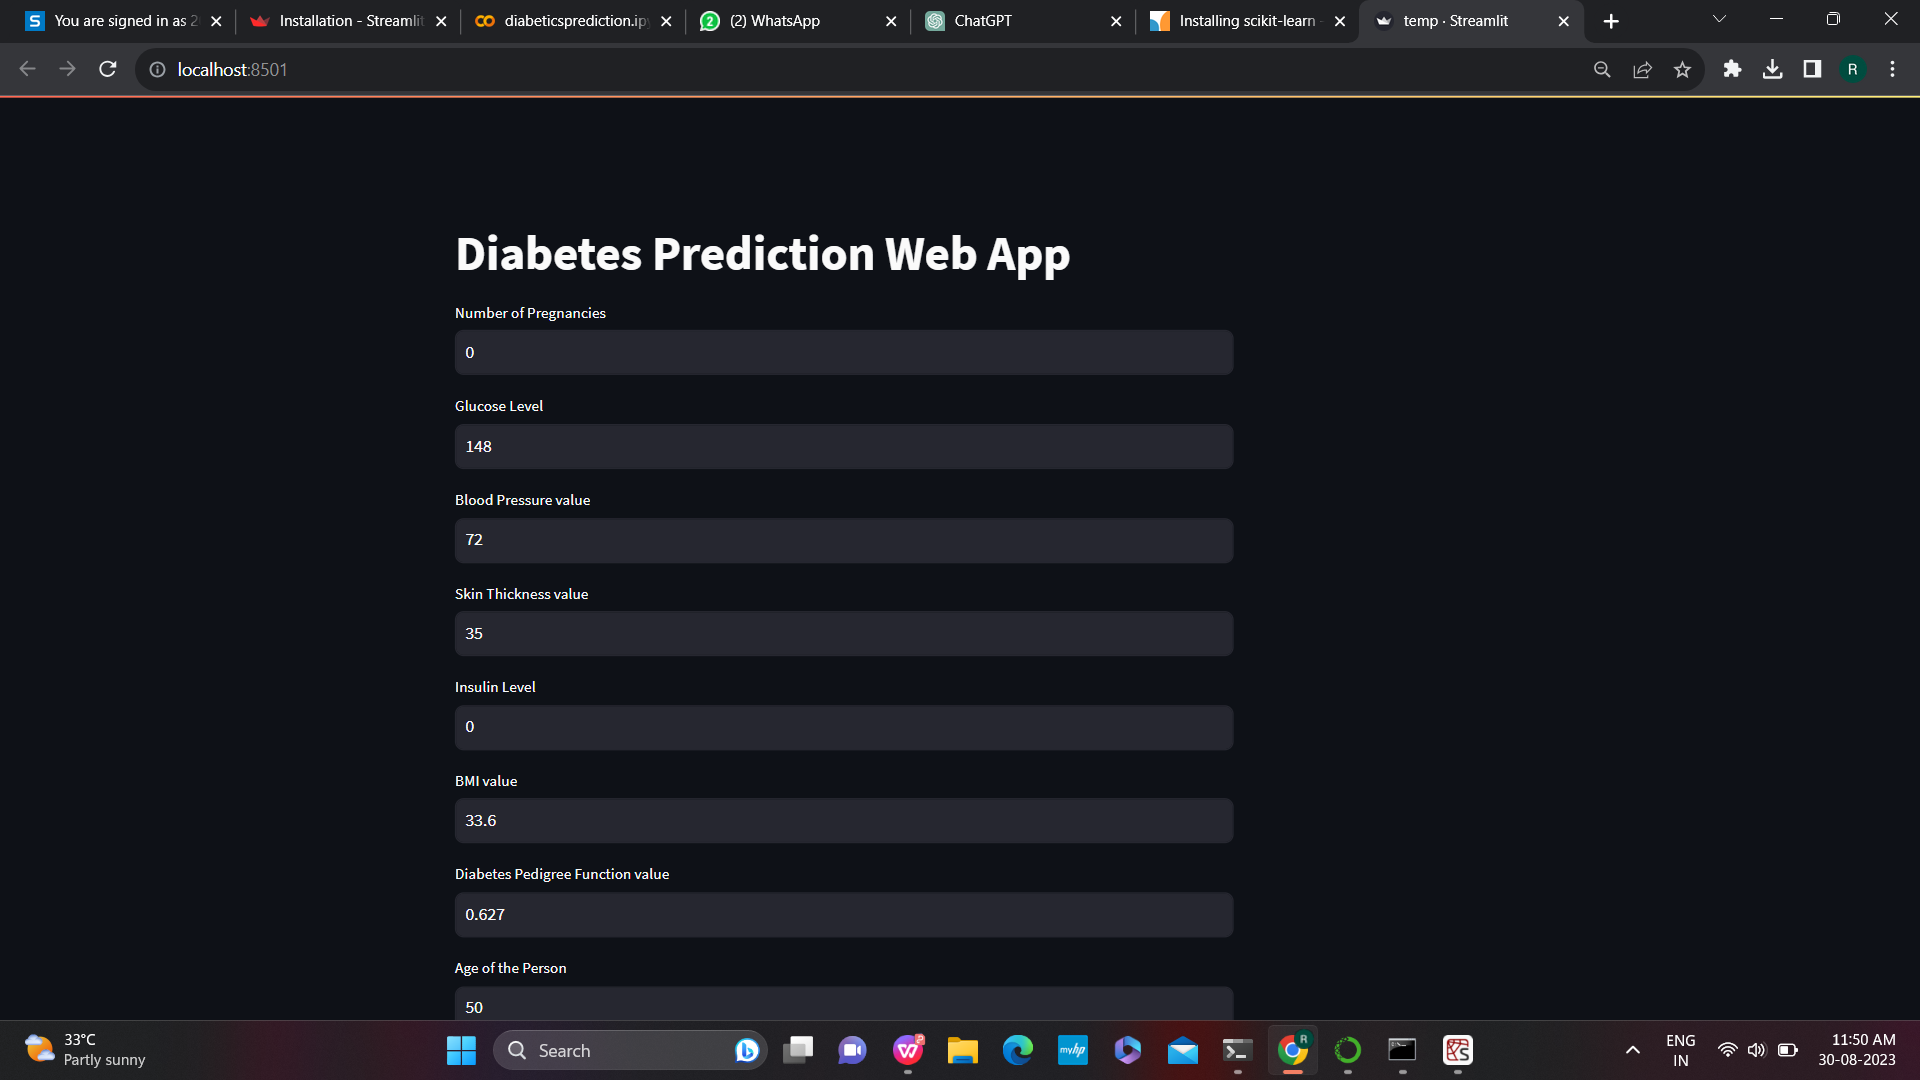 You are signed in as 2
Installation - Streamlit
diabeticsprediction.ipy
(2) WhatsApp
ChatGPT
Installing scikit-learn
temp · Streamlit
localhost:8501
R
Diabetes Prediction Web App
Number of Pregnancies
0
Glucose Level
148
Blood Pressure value
72
Skin Thickness value
35
Insulin Level
0
BMI value
33.6
Diabetes Pedigree Function value
0.627
Age of the Person
50
33°C
Partly sunny
Search
myhp
R
ENG
IN
11:50 AM
30-08-2023